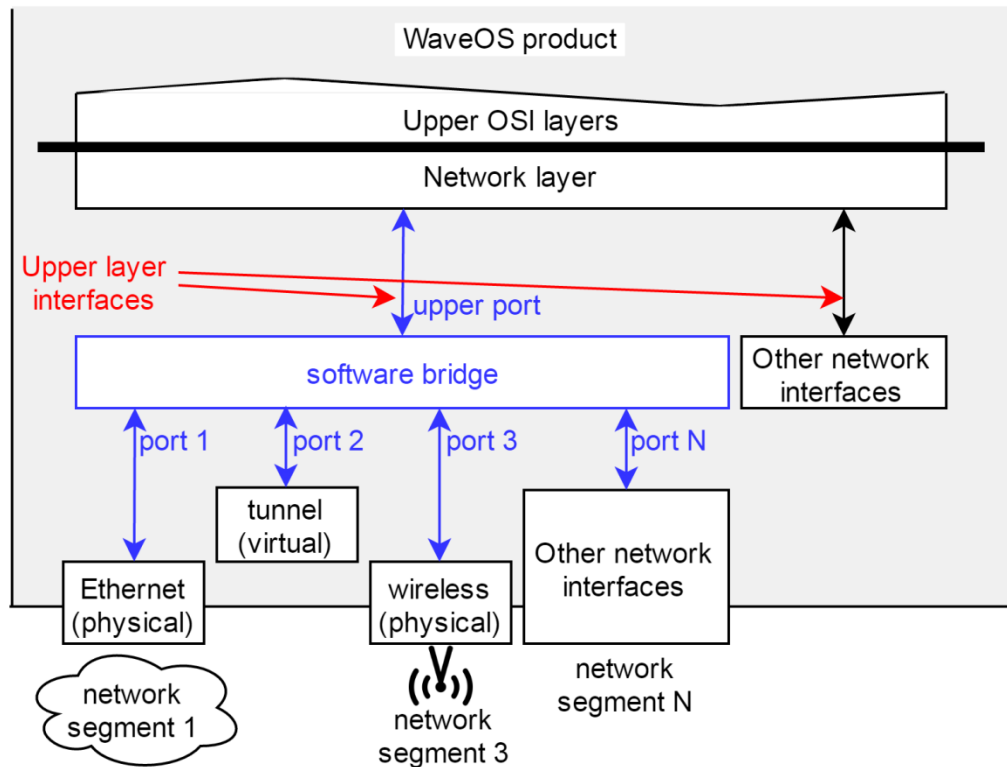 WaveOS product
Upper OSI layers
Network layer
Upper layer
interfaces
upper port
software bridge
Other network
interfaces
port 1
port 2
port 3
port N
tunnel
(virtual)
Ethernet
(physical)
wireless
(physical)
Other network
interfaces
network
segment 1
network
segment 3
network
segment N